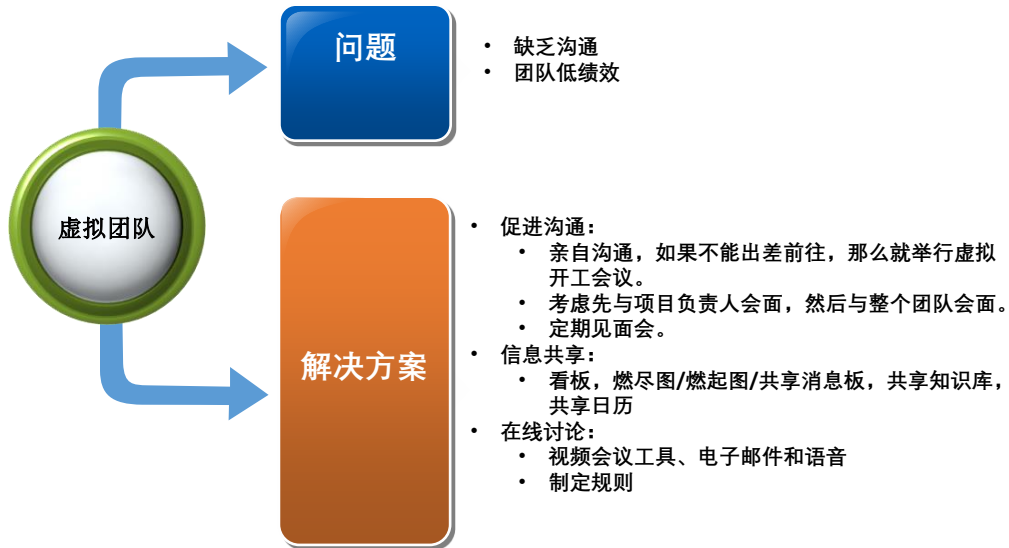 问题
• 缺乏沟通
• 团队低绩效
虚拟团队
解决方案
• 促进沟通：
• 亲自沟通，如果不能出差前往，那么就举行虚拟
开工会议。
• 考虑先与项目负责人会面，然后与整个团队会面。
• 定期见面会。
• 信息共享：
• 看板，燃尽图/燃起图/共享消息板，共享知识库，
共享日历
• 在线讨论：
• 视频会议工具、电子邮件和语音
• 制定规则